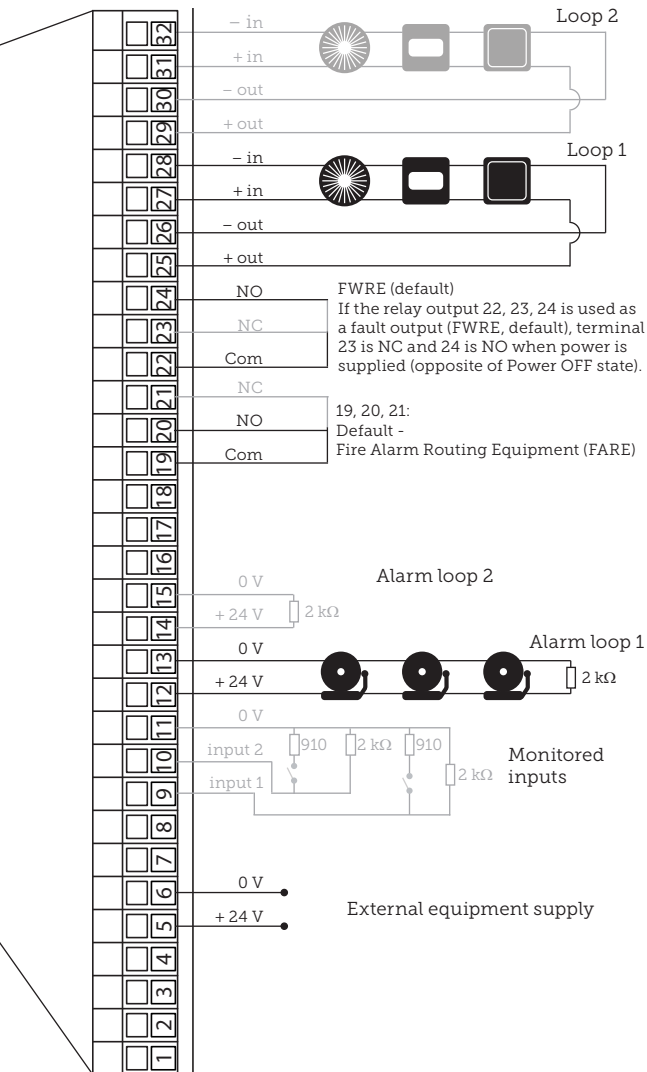 Loop 2
32 – in
31 + in
30 – out
29 + out
Loop 1
28 – in
27 + in
26 – out
25 + out
24 NO
23 NC
22 Com
FWRE (default)
If the relay output 22, 23, 24 is used as
a fault output (FWRE, default), terminal
23 is NC and 24 is NO when power is
supplied (opposite of Power OFF state).
21 NC
20 NO
19 Com
19, 20, 21:
Default -
Fire Alarm Routing Equipment (FARE)
18
17
16
Alarm loop 2
15 0 V
14 + 24 V 2 kΩ
Alarm loop 1
13 0 V
12 + 24 V 2 kΩ
11 0 V
10 input 2 910 2 kΩ 910
9 input 1 2 kΩ
Monitored
inputs
8
7
6 0 V
5 + 24 V
External equipment supply
4
3
2
1